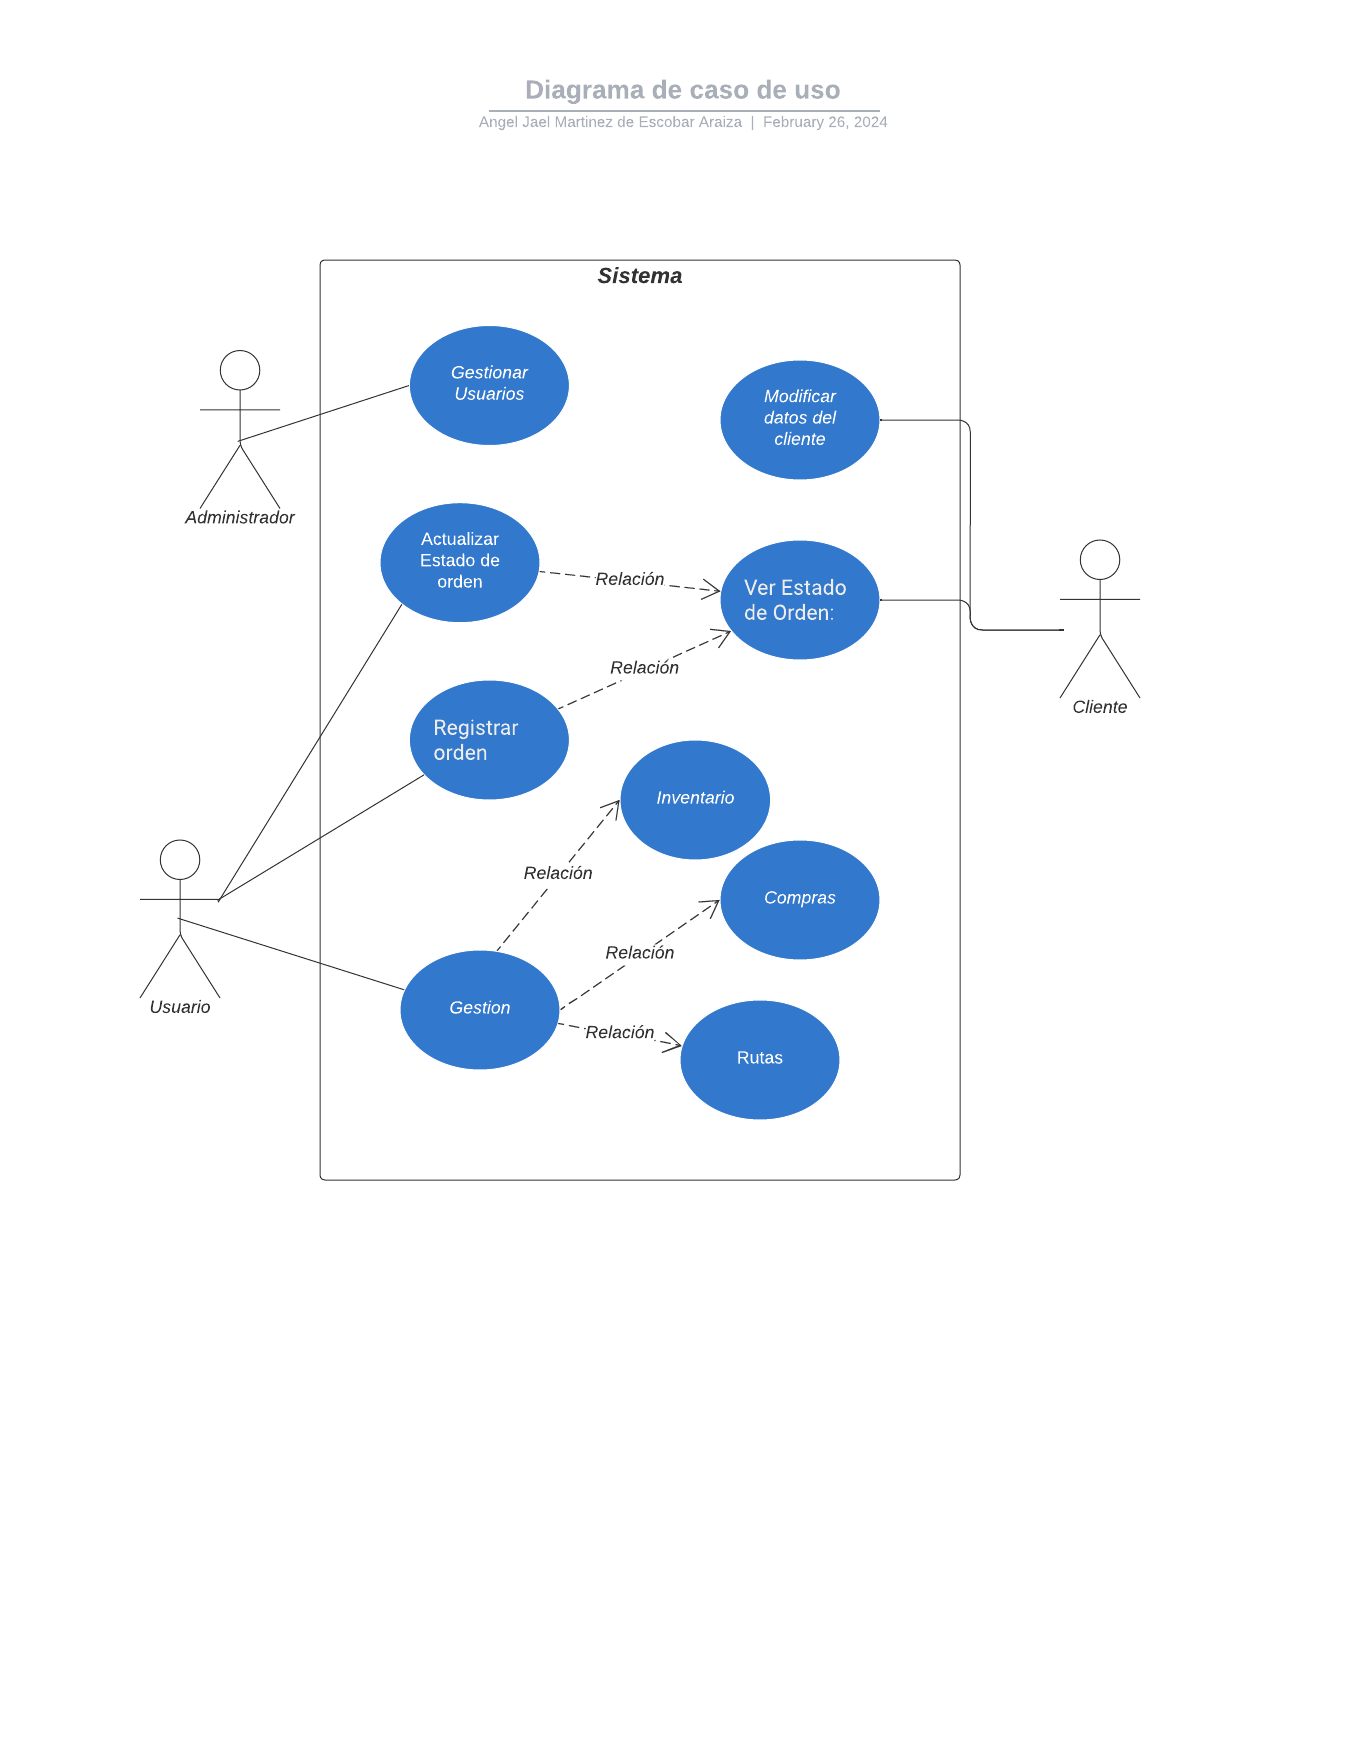 Diagrama de caso de uso
Angel Jael Martinez de Escobar Araiza | February 26, 2024
Sistema
Gestionar
Usuarios
Modificar
datos del
cliente
Administrador
Actualizar
Estado de
orden
Relación
Ver Estado
de Orden:
Relación
Cliente
Registrar
orden
Inventario
Relación
Compras
Relación
Usuario
Gestion
Relación
Rutas